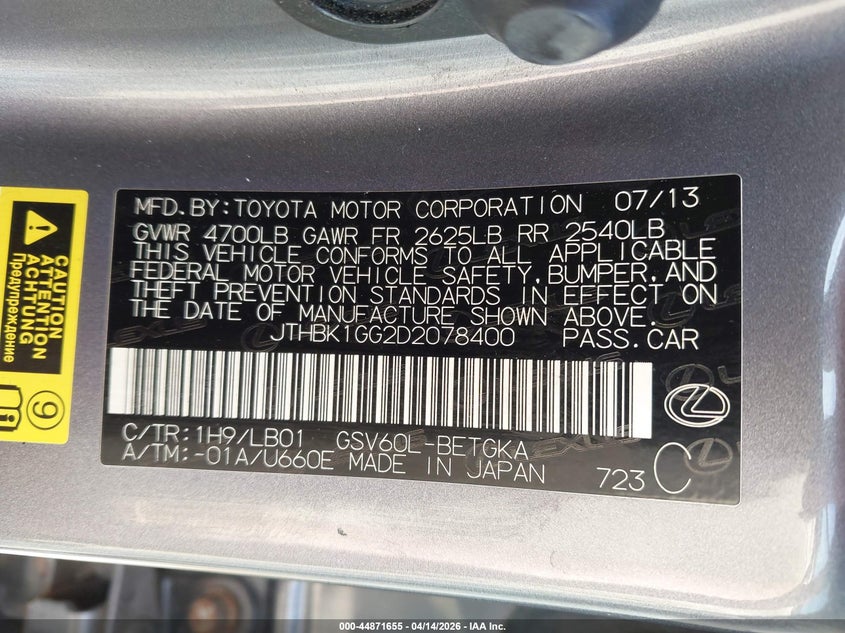 MFD.BY:TOYOTA MOTOR CORPORATION 07/13
GVWR 4700LB GAWR FR 2625LB RR 2540LB
THIS VEHICLE CONFORMS TO ALL APPLICABLE
FEDERAL MOTOR VEHICLE SAFETY,BUMPER,AND
THEFT PREVENTION STANDARDS IN EFFECT ON
THE DATE OF MANUFACTURE SHOWN ABOVE.
JTHBK1GG2D2078400 PASS.CAR
C/TR:1H9/LB01 GSV60L-BETGKA
A/TM:-01A/U660E MADE IN JAPAN 723 C
CAUTION
ATTENTION
ACHTUNG
Предупреждение
9
000-44871655 - 04/14/2026 - IAA Inc.